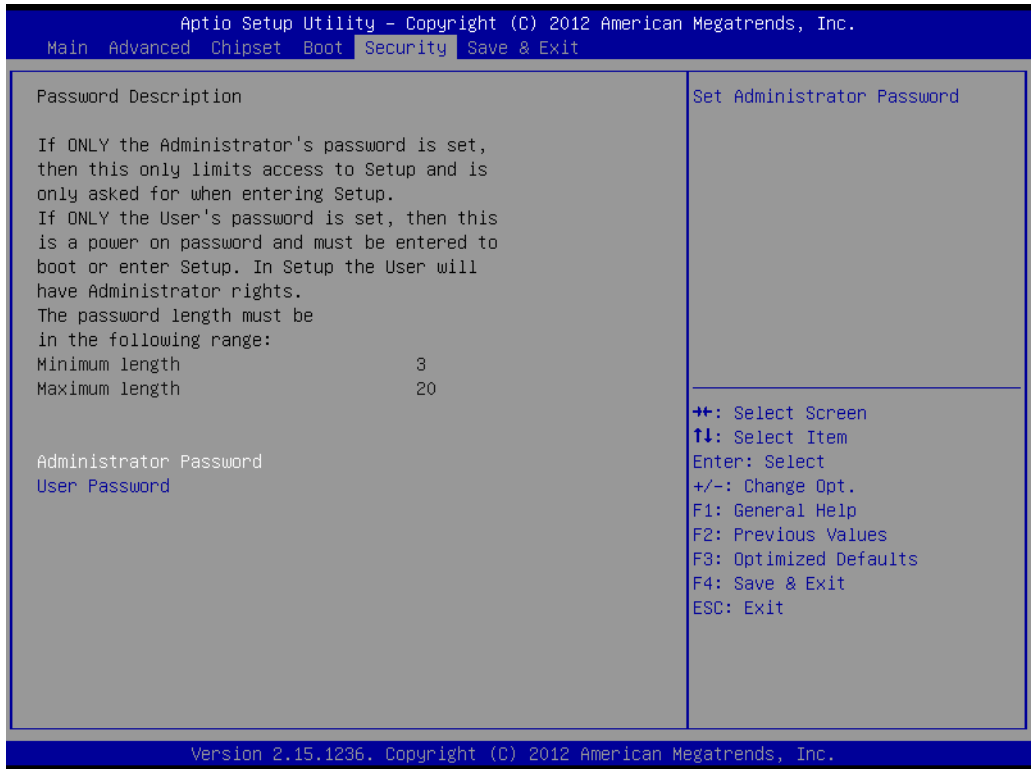 Aptio Setup Utility – Copyright (C) 2012 American Megatrends, Inc.
Main Advanced Chipset Boot Security Save & Exit
Password Description
If ONLY the Administrator's password is set,
then this only limits access to Setup and is
only asked for when entering Setup.
If ONLY the User's password is set, then this
is a power on password and must be entered to
boot or enter Setup. In Setup the User will
have Administrator rights.
The password length must be
in the following range:
Minimum length 3
Maximum length 20
Administrator Password
User Password
Set Administrator Password
→←: Select Screen
↑↓: Select Item
Enter: Select
+/-: Change Opt.
F1: General Help
F2: Previous Values
F3: Optimized Defaults
F4: Save & Exit
ESC: Exit
Version 2.15.1236. Copyright (C) 2012 American Megatrends, Inc.